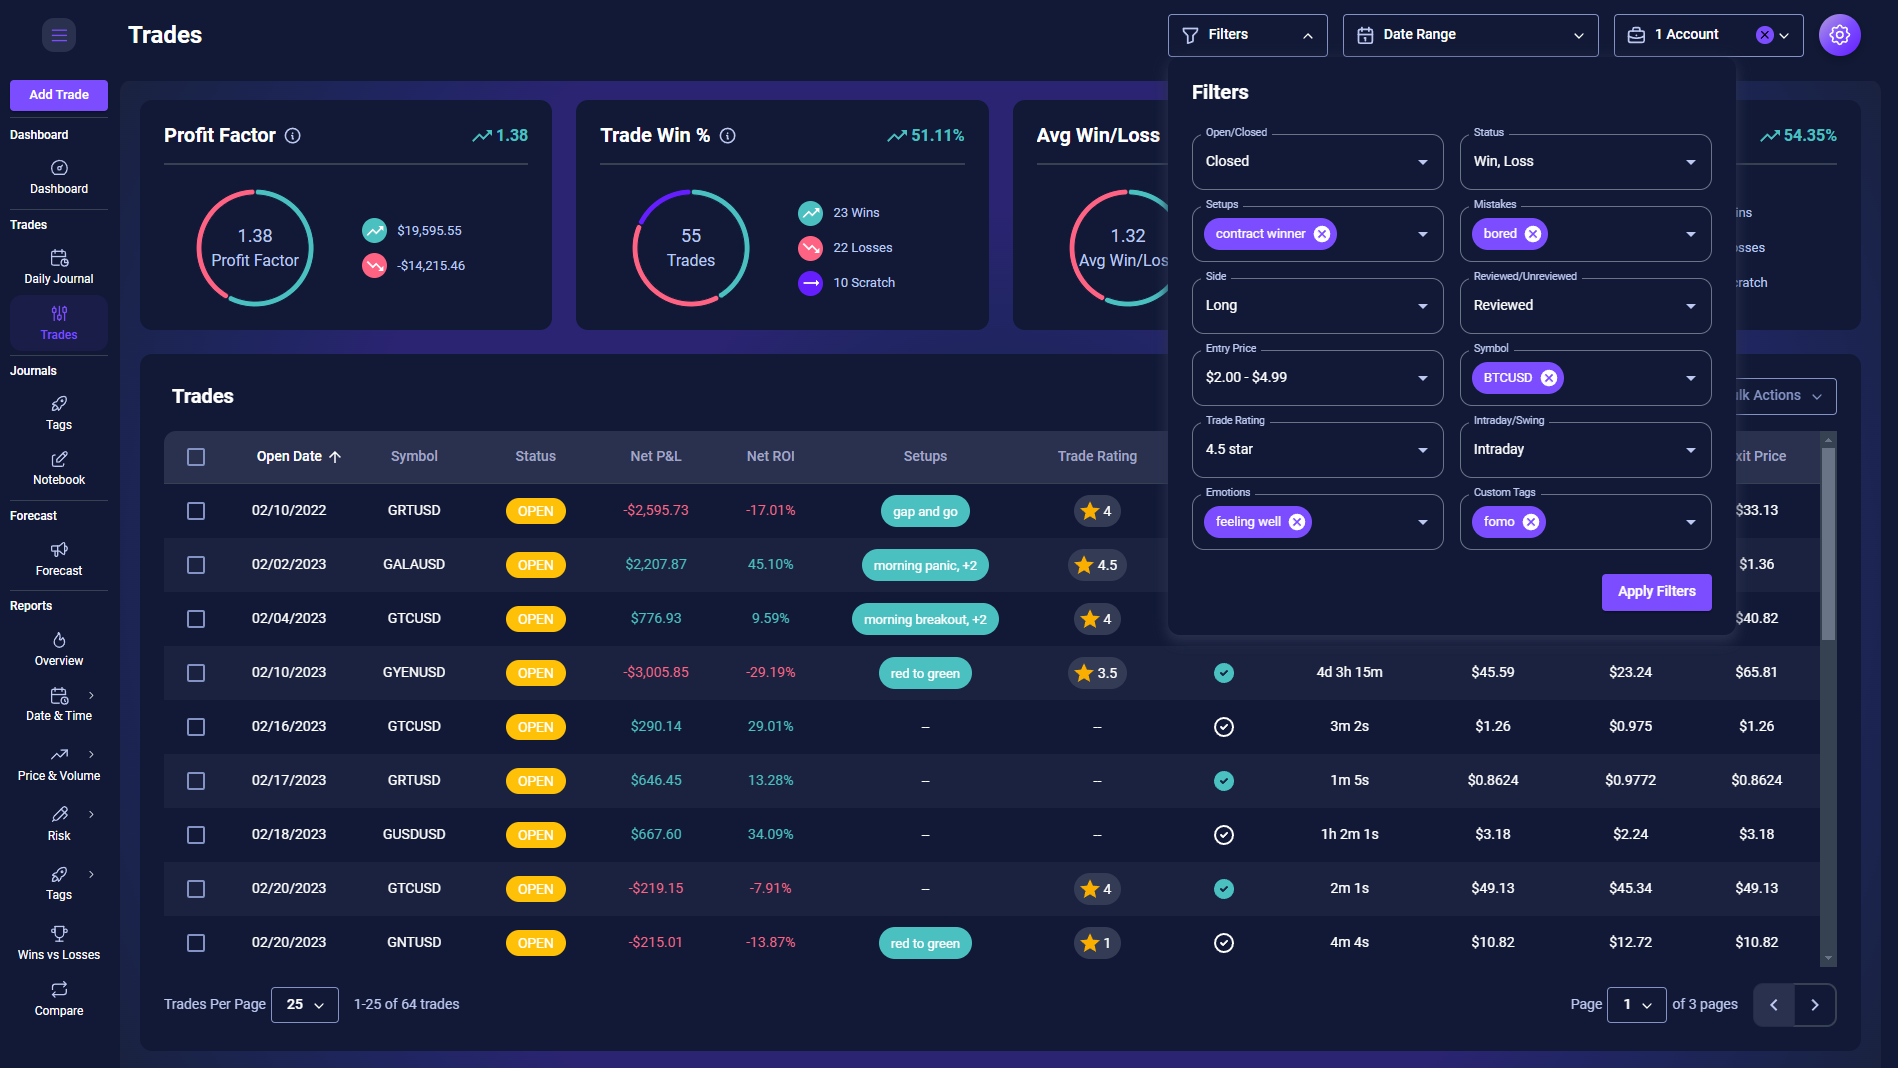 Trades
Filters
Date Range
1 Account
Add Trade
Dashboard
Dashboard
Trades
Daily Journal
Trades
Journals
Tags
Notebook
Forecast
Forecast
Reports
Overview
Date & Time
Price & Volume
Risk
Tags
Wins vs Losses
Compare
Profit Factor
1.38
1.38
Profit Factor
$19,595.55
-$14,215.46
Trade Win %
51.11%
55
Trades
23 Wins
22 Losses
10 Scratch
Avg Win/Loss
1.32
Avg Win/Los
54.35%
Filters
Open/Closed
Closed
Status
Win, Loss
Setups
contract winner
Mistakes
bored
Side
Long
Reviewed/Unreviewed
Reviewed
Entry Price
$2.00 - $4.99
Symbol
BTCUSD
Trade Rating
4.5 star
Intraday/Swing
Intraday
Emotions
feeling well
Custom Tags
fomo
Apply Filters
Trades
Actions
Open Date Symbol Status Net P&L Net ROI Setups Trade Rating Price
02/10/2022 GRTUSD OPEN -$2,595.73 -17.01% gap and go 4 $33.13
02/02/2023 GALAUSD OPEN $2,207.87 45.10% morning panic, +2 4.5 $1.36
02/04/2023 GTCUSD OPEN $776.93 9.59% morning breakout, +2 4 $40.82
02/10/2023 GYENUSD OPEN -$3,005.85 -29.19% red to green 3.5 4d 3h 15m $45.59 $23.24 $65.81
02/16/2023 GTCUSD OPEN $290.14 29.01% -- -- 3m 2s $1.26 $0.975 $1.26
02/17/2023 GRTUSD OPEN $646.45 13.28% -- -- 1m 5s $0.8624 $0.9772 $0.8624
02/18/2023 GUSDUSD OPEN $667.60 34.09% -- -- 1h 2m 1s $3.18 $2.24 $3.18
02/20/2023 GTCUSD OPEN -$219.15 -7.91% -- 4 2m 1s $49.13 $45.34 $49.13
02/20/2023 GNTUSD OPEN -$215.01 -13.87% red to green 1 4m 4s $10.82 $12.72 $10.82
Trades Per Page 25 1-25 of 64 trades
Page 1 of 3 pages